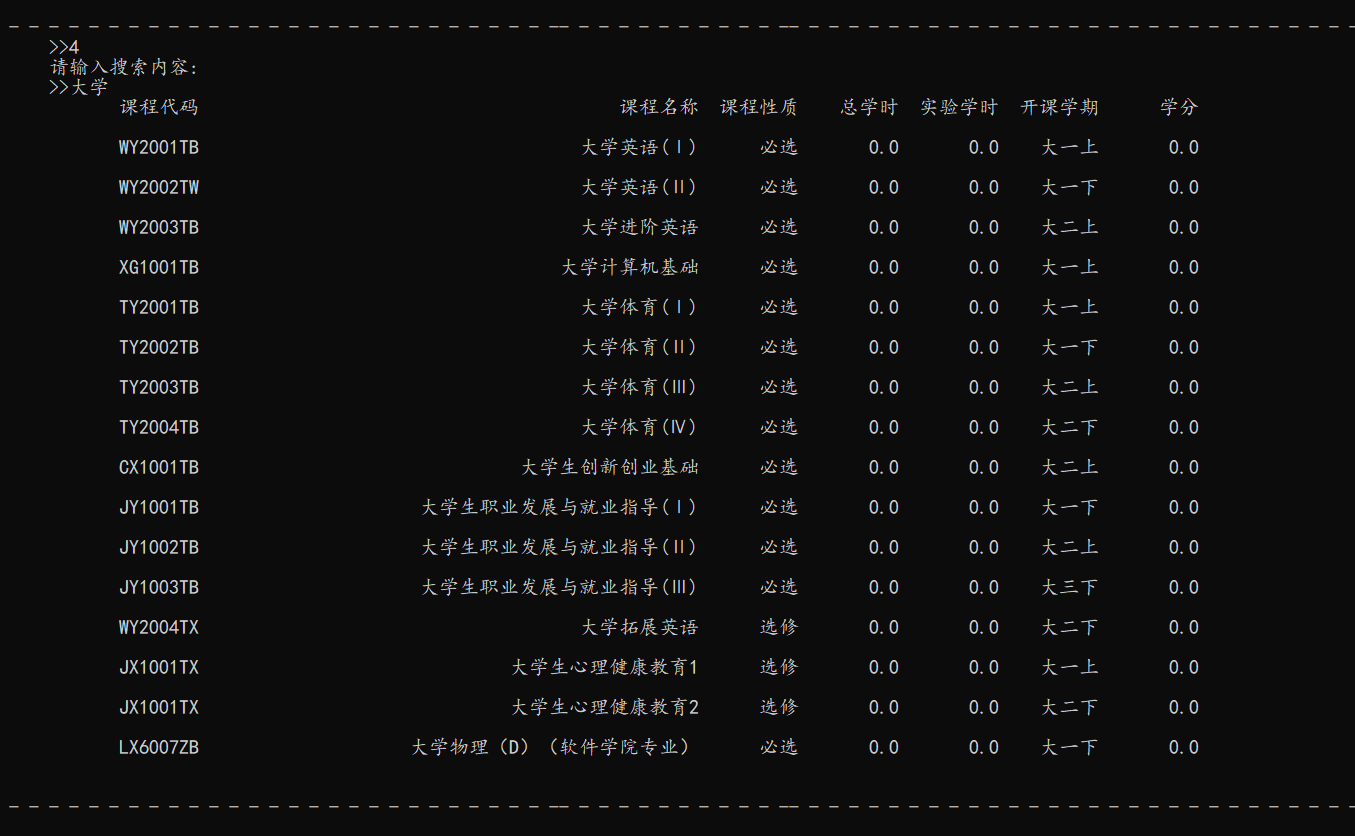 >>4
请输入搜索内容:
>>大学
课程代码 课程名称 课程性质 总学时 实验学时 开课学期 学分
WY2001TB 大学英语(Ⅰ) 必选 0.0 0.0 大一上 0.0
WY2002TW 大学英语(Ⅱ) 必选 0.0 0.0 大一下 0.0
WY2003TB 大学进阶英语 必选 0.0 0.0 大二上 0.0
XG1001TB 大学计算机基础 必选 0.0 0.0 大一上 0.0
TY2001TB 大学体育(Ⅰ) 必选 0.0 0.0 大一上 0.0
TY2002TB 大学体育(Ⅱ) 必选 0.0 0.0 大一下 0.0
TY2003TB 大学体育(Ⅲ) 必选 0.0 0.0 大二上 0.0
TY2004TB 大学体育(Ⅳ) 必选 0.0 0.0 大二下 0.0
CX1001TB 大学生创新创业基础 必选 0.0 0.0 大二上 0.0
JY1001TB 大学生职业发展与就业指导(Ⅰ) 必选 0.0 0.0 大一下 0.0
JY1002TB 大学生职业发展与就业指导(Ⅱ) 必选 0.0 0.0 大二上 0.0
JY1003TB 大学生职业发展与就业指导(Ⅲ) 必选 0.0 0.0 大三下 0.0
WY2004TX 大学拓展英语 选修 0.0 0.0 大二下 0.0
JX1001TX 大学生心理健康教育1 选修 0.0 0.0 大一上 0.0
JX1001TX 大学生心理健康教育2 选修 0.0 0.0 大二下 0.0
LX6007ZB 大学物理（D）（软件学院专业） 必选 0.0 0.0 大一下 0.0